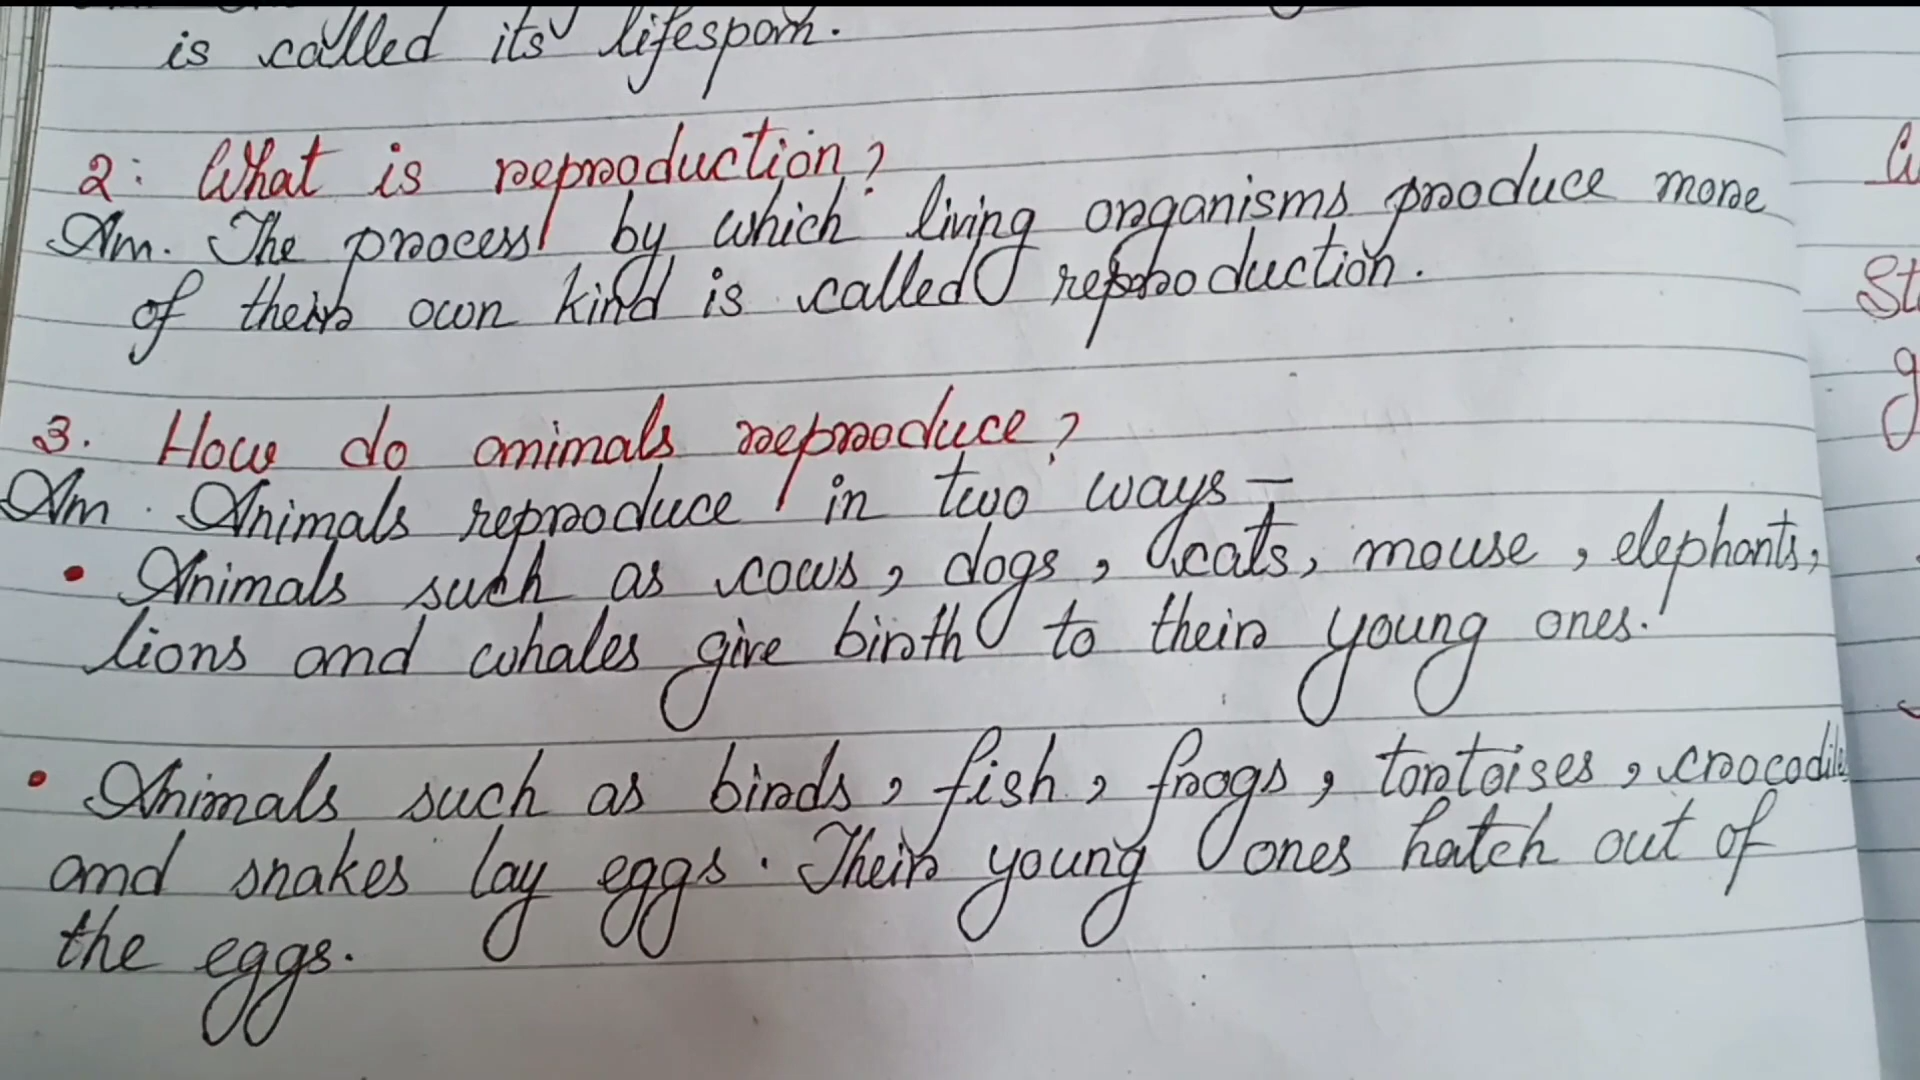 is called its lifespan.
2: What is reproduction?
Ans. The process by which living organisms produce more
of their own kind is called reproduction.
3. How do animals reproduce?
Ans. Animals reproduce in two ways –
• Animals such as cows, dogs, cats, mouse, elephants,
lions and whales give birth to their young ones.
• Animals such as birds, fish, frogs, tortoises, crocodile
and snakes lay eggs. Their young ones hatch out of
the eggs.